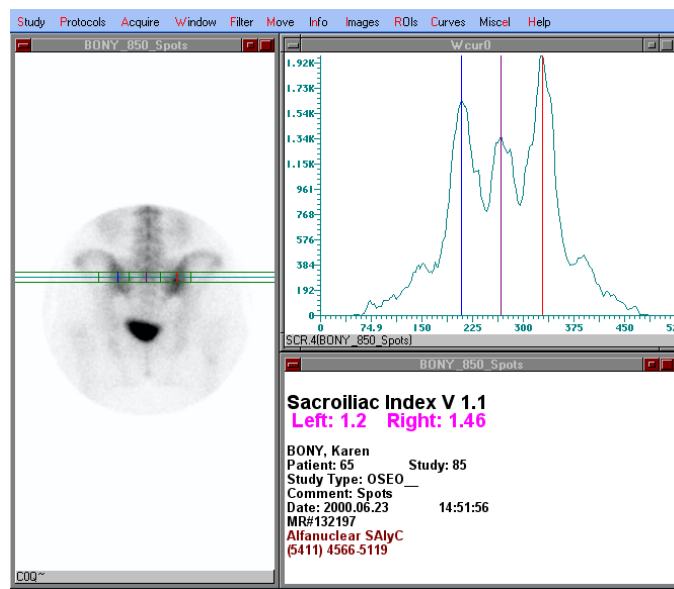 Study Protocols Acquire Window Filter Move Info Images ROIs Curves Miscel Help
BONY_850_Spots
COQ~
Wcur0
1.92K
1.73K
1.54K
1.34K
1.15K
961
768
576
384
192
0
0 74.9 150 225 300 375 450 52
SCR.4(BONY_850_Spots)
BONY_850_Spots
Sacroiliac Index V 1.1
Left: 1.2 Right: 1.46
BONY, Karen
Patient: 65 Study: 85
Study Type: OSEO__
Comment: Spots
Date: 2000.06.23 14:51:56
MR#132197
Alfanuclear SAIyC
(5411) 4566-5119